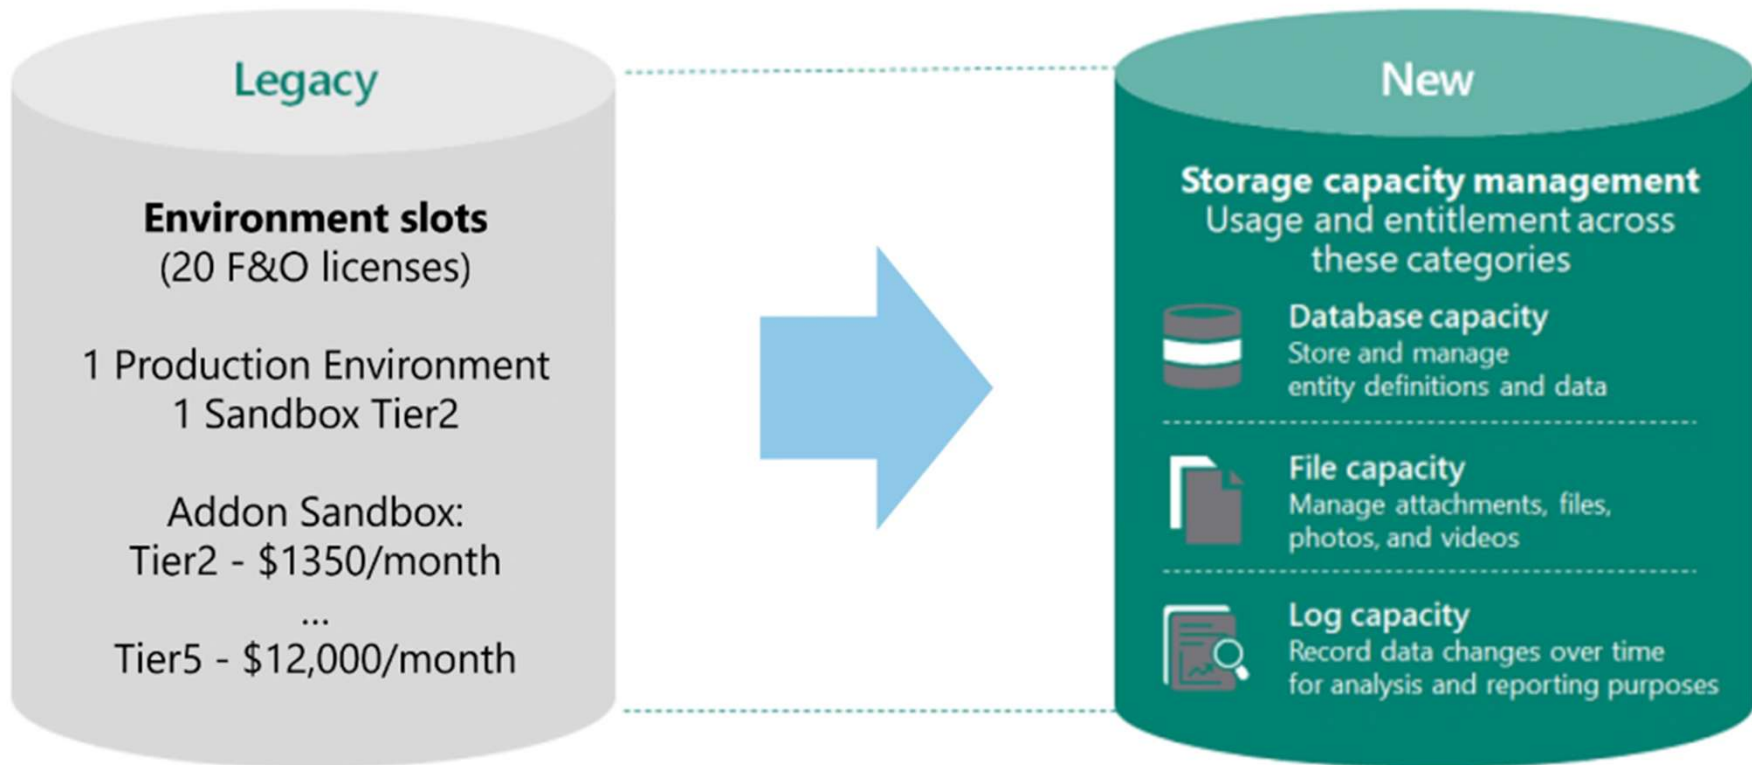 Legacy
Environment slots
(20 F&O licenses)
1 Production Environment
1 Sandbox Tier2
Addon Sandbox:
Tier2 - $1350/month
...
Tier5 - $12,000/month
New
Storage capacity management
Usage and entitlement across
these categories
Database capacity
Store and manage
entity definitions and data
File capacity
Manage attachments, files,
photos, and videos
Log capacity
Record data changes over time
for analysis and reporting purposes